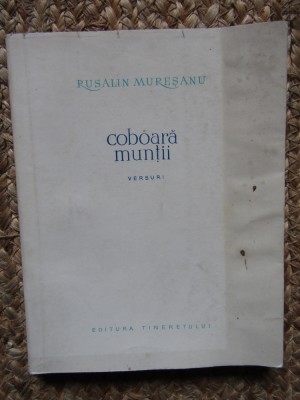 RUSALIN MUREȘANU
coboară
munții
VERSURI
EDITURA TINERETULUI